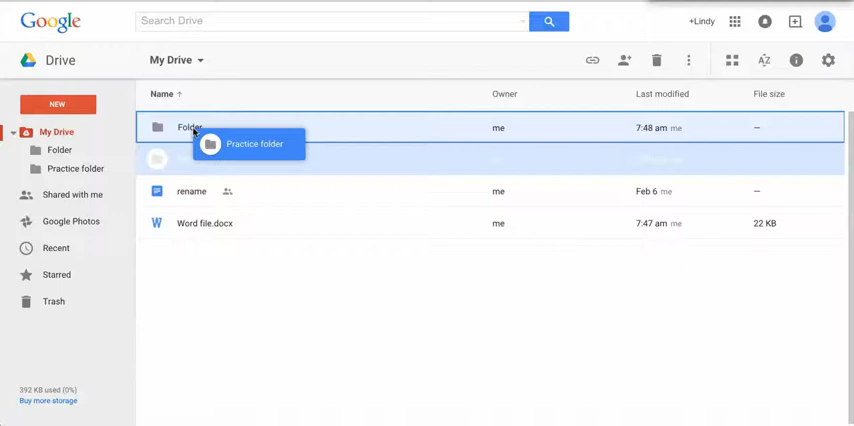 Google
Search Drive
+Lindy
Drive
My Drive
NEW
My Drive
Folder
Practice folder
Shared with me
Google Photos
Recent
Starred
Trash
392 KB used (0%)
Buy more storage
Name ↑ Owner Last modified File size
Folder me 7:48 am me —
Practice folder
rename me Feb 6 me —
W Word file.docx me 7:47 am me 22 KB